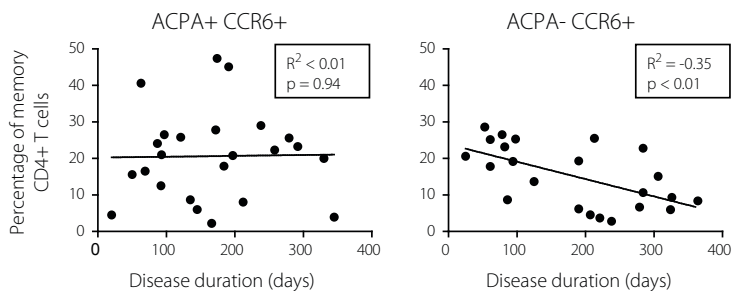 ACPA+ CCR6+
Percentage of memory
CD4+ T cells
50
40
30
20
10
0
R² < 0.01
p = 0.94
0
100
200
300
400
Disease duration (days)
ACPA- CCR6+
50
40
30
20
10
0
R² = -0.35
p < 0.01
0
100
200
300
400
Disease duration (days)